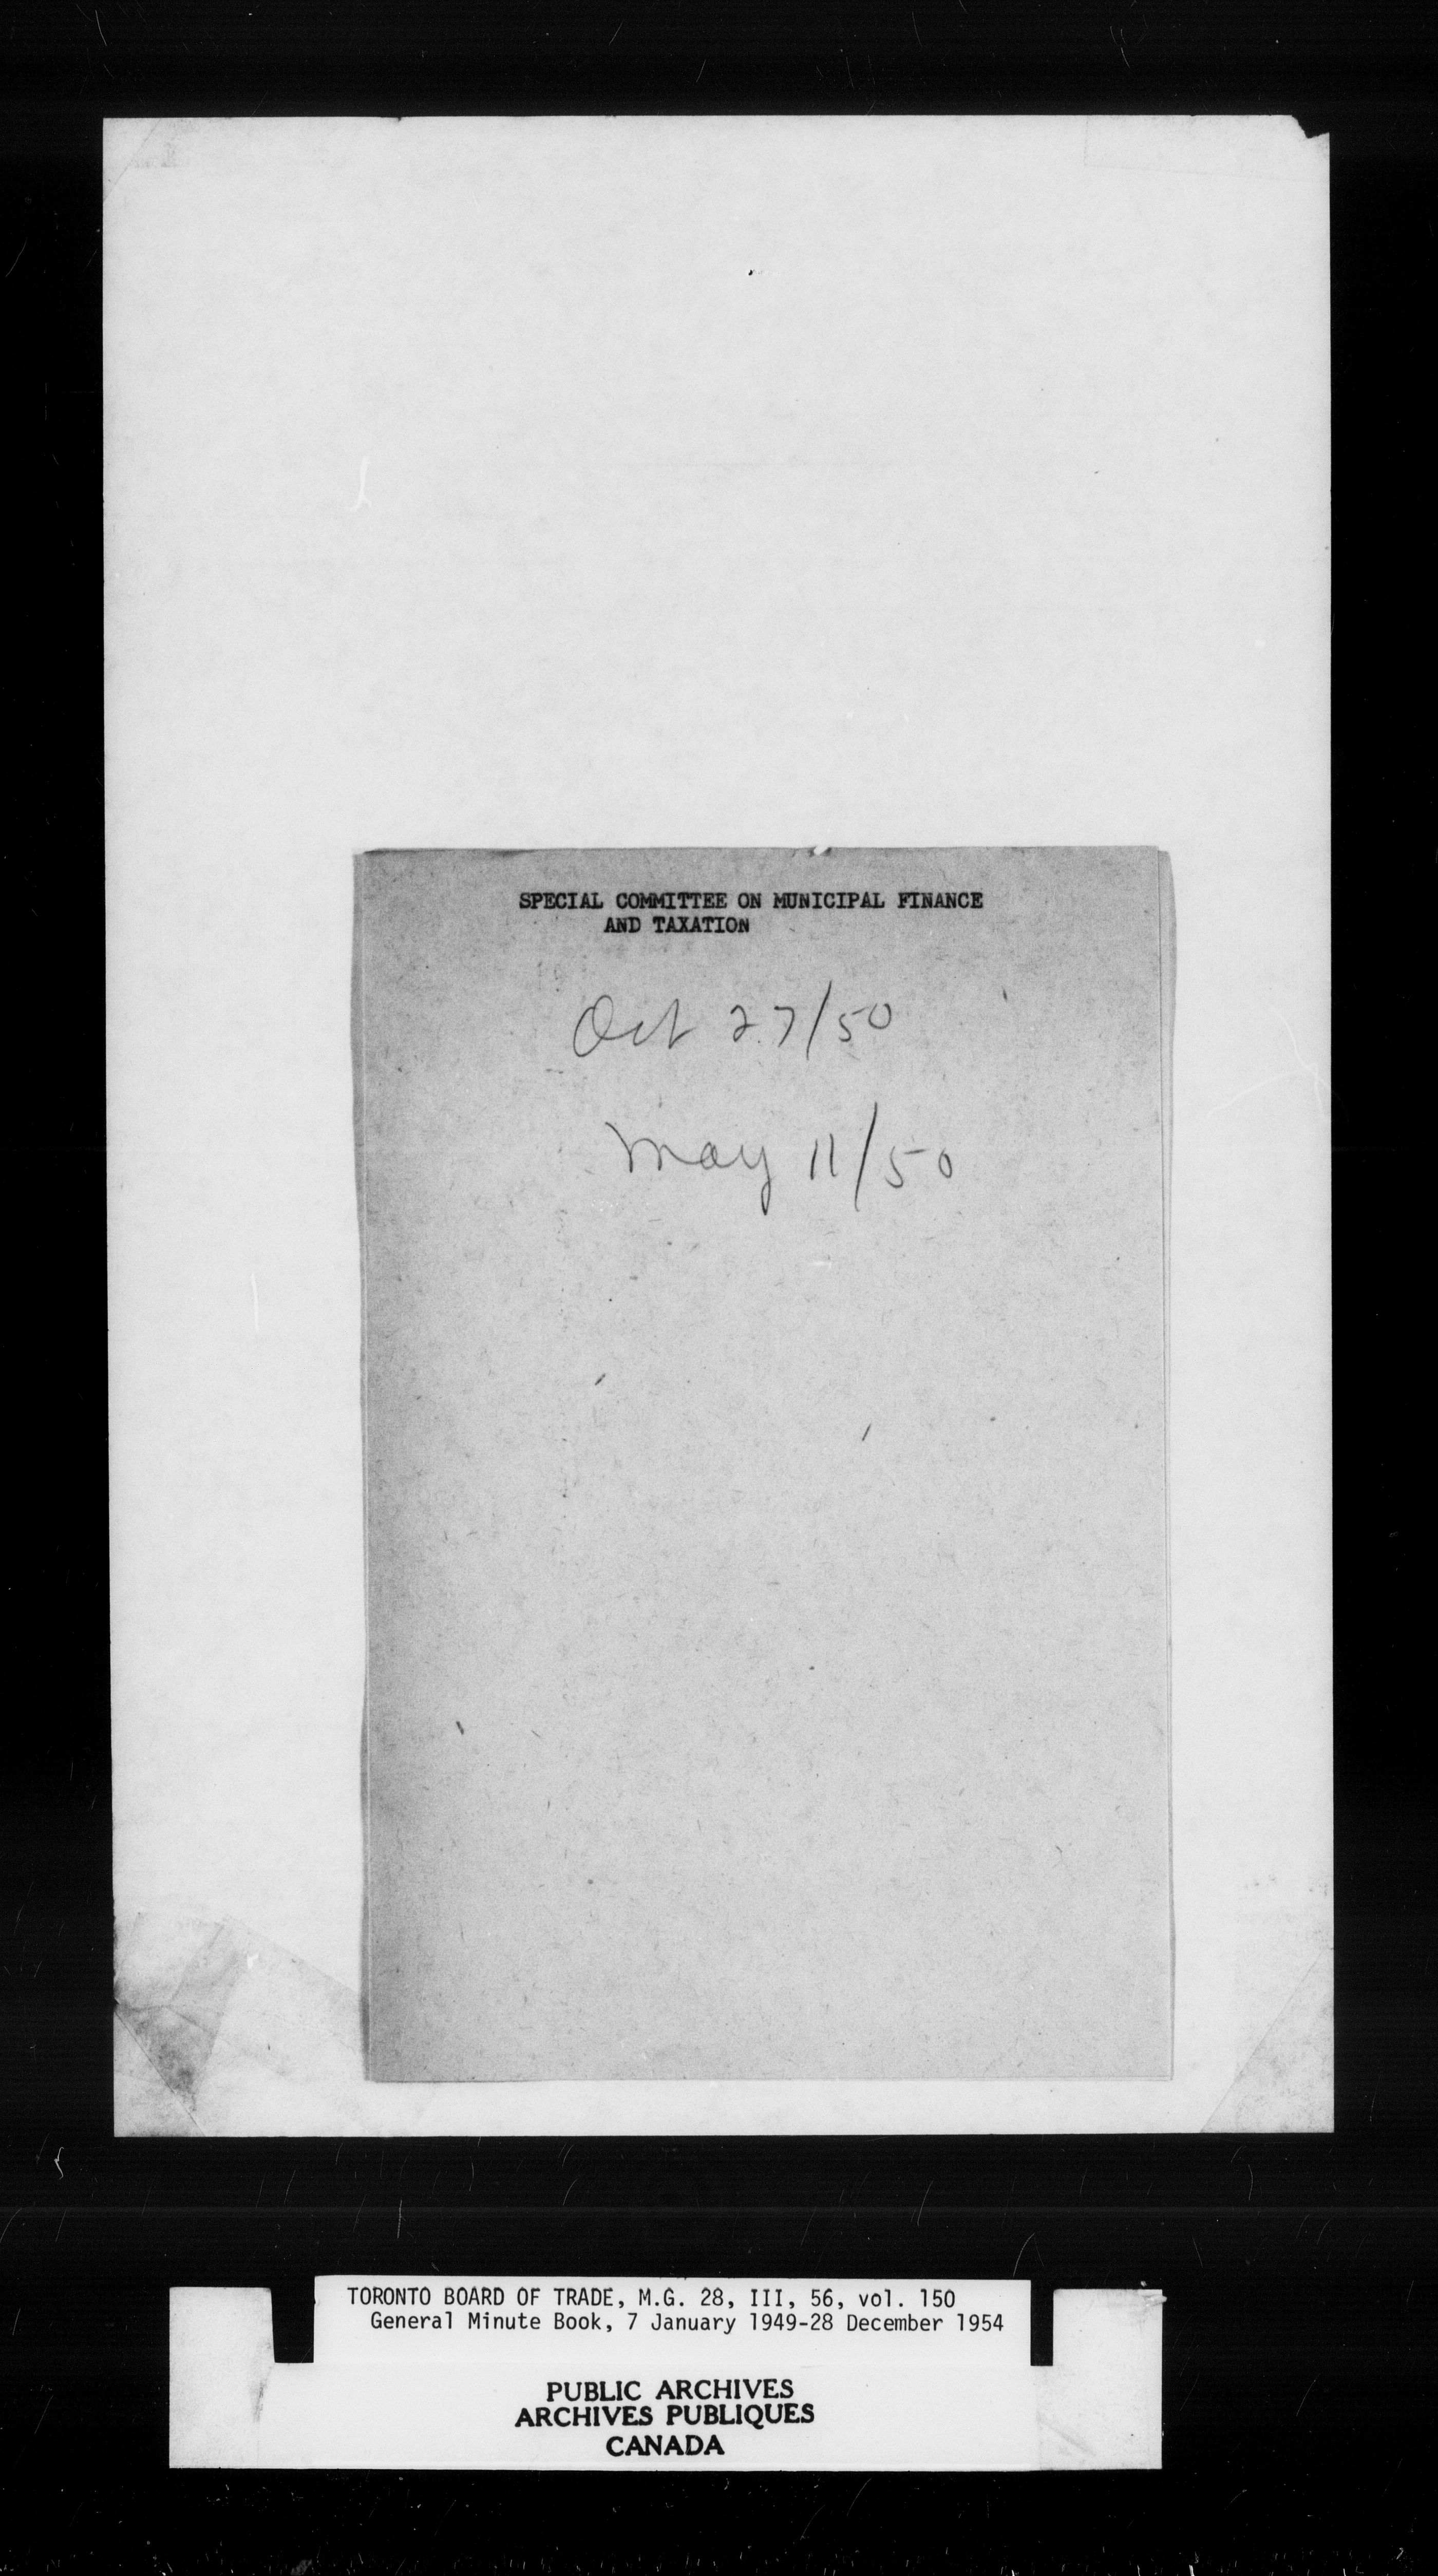 SPECIAL COMMITTEE ON MUNICIPAL FINANCE
AND TAXATION
Oct 27/50
May 11/50
TORONTO BOARD OF TRADE, M.G. 28, III, 56, vol. 150
General Minute Book, 7 January 1949-28 December 1954
PUBLIC ARCHIVES
ARCHIVES PUBLIQUES
CANADA